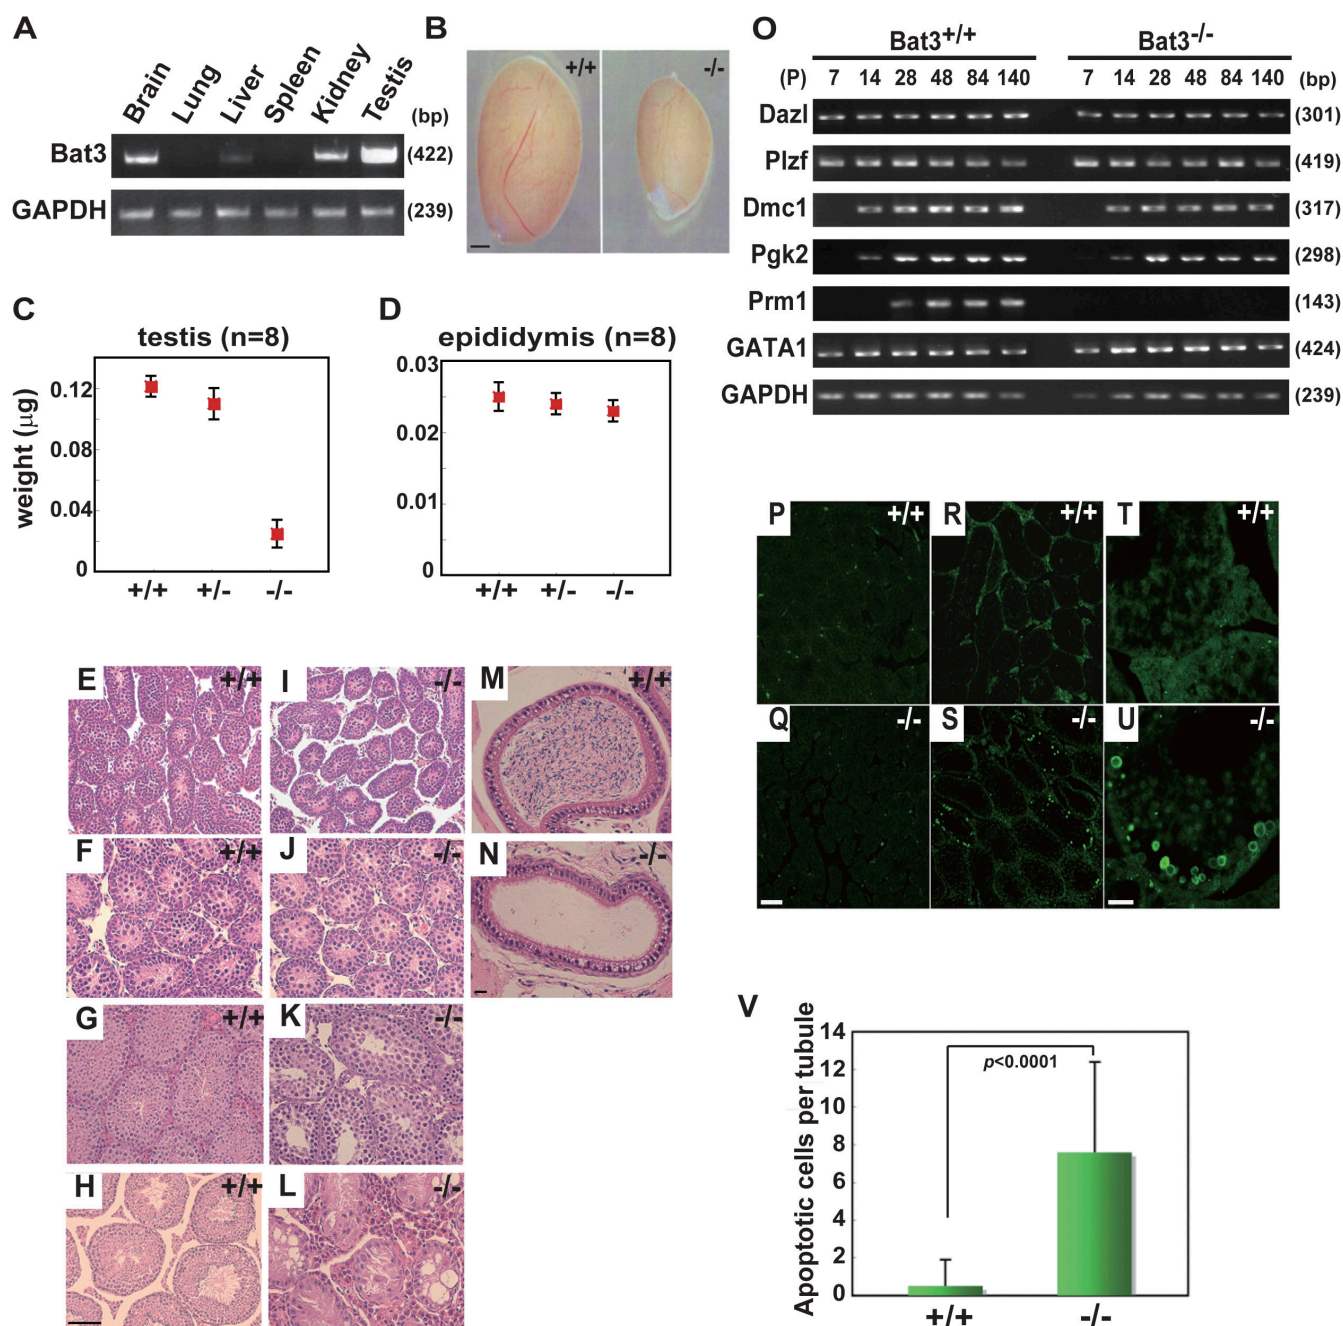 A
Brain Lung Liver Spleen Kidney Testis (bp)
Bat3 (422)
GAPDH (239)
B
+/+ -/-
C
testis (n=8)
weight (µg)
0.12
0.08
0.04
0
+/+ +/- -/-
D
epididymis (n=8)
0.03
0.02
0.01
0
+/+ +/- -/-
E +/+ I -/- M +/+
F +/+ J -/- N -/-
G +/+ K -/-
H +/+ L -/-
O
Bat3+/+ Bat3-/-
(P) 7 14 28 48 84 140 7 14 28 48 84 140 (bp)
Dazl (301)
Plzf (419)
Dmc1 (317)
Pgk2 (298)
Prm1 (143)
GATA1 (424)
GAPDH (239)
P +/+ R +/+ T +/+
Q -/- S -/- U -/-
V
Apoptotic cells per tubule
14
12
10
8
6
4
2
0
p<0.0001
+/+ -/-